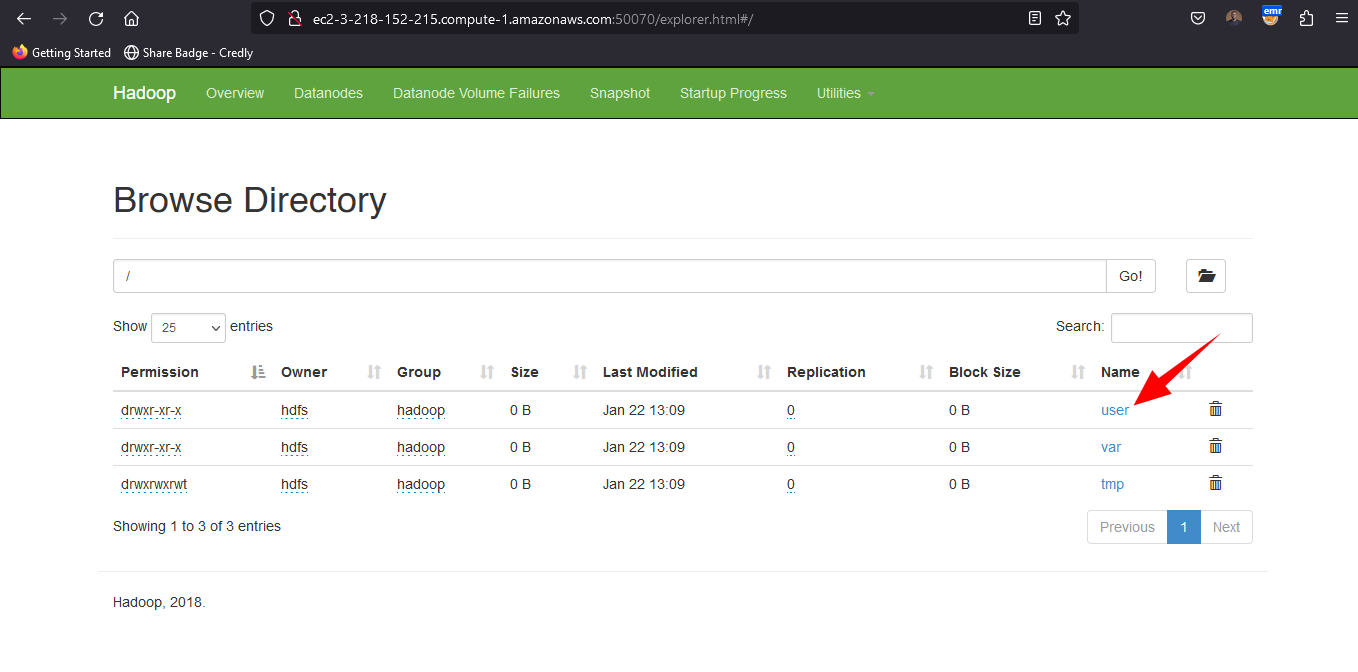 ec2-3-218-152-215.compute-1.amazonaws.com:50070/explorer.html#/
emr
Getting Started Share Badge - Credly
Hadoop Overview Datanodes Datanode Volume Failures Snapshot Startup Progress Utilities
Browse Directory
/ Go!
Show 25 entries Search:
Permission Owner Group Size Last Modified Replication Block Size Name
drwxr-xr-x hdfs hadoop 0 B Jan 22 13:09 0 0 B user
drwxr-xr-x hdfs hadoop 0 B Jan 22 13:09 0 0 B var
drwxrwxrwt hdfs hadoop 0 B Jan 22 13:09 0 0 B tmp
Showing 1 to 3 of 3 entries Previous 1 Next
Hadoop, 2018.